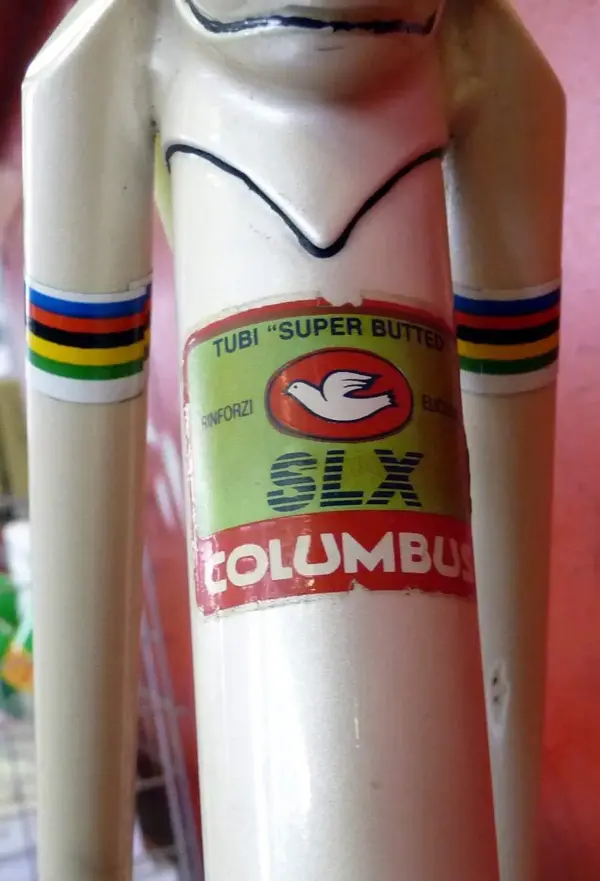 TUBI "SUPER BUTTED"
RINFORZI
SLX
COLUMBUS